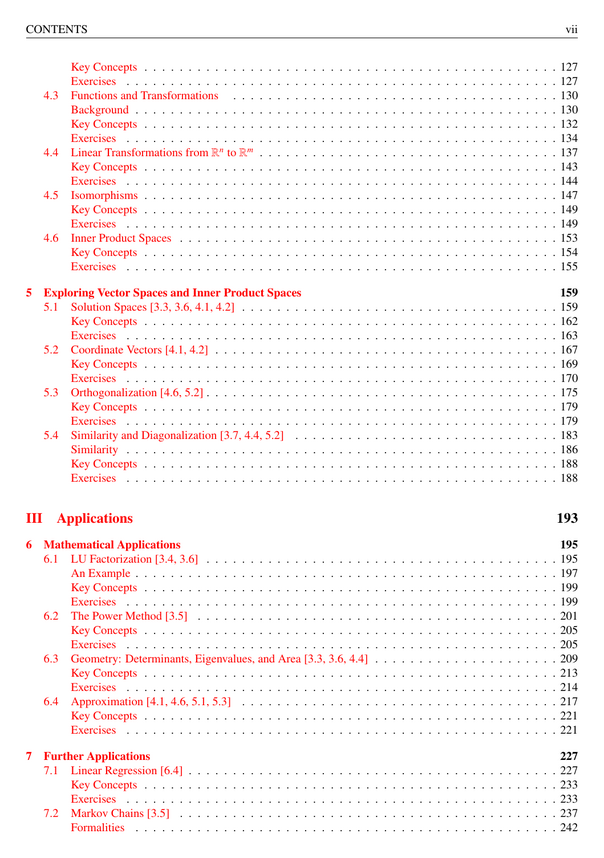 CONTENTS vii
Key Concepts . . . 127
Exercises . . . 127
4.3 Functions and Transformations . . . 130
Background . . . 130
Key Concepts . . . 132
Exercises . . . 134
4.4 Linear Transformations from ℝⁿ to ℝᵐ . . . 137
Key Concepts . . . 143
Exercises . . . 144
4.5 Isomorphisms . . . 147
Key Concepts . . . 149
Exercises . . . 149
4.6 Inner Product Spaces . . . 153
Key Concepts . . . 154
Exercises . . . 155
5 Exploring Vector Spaces and Inner Product Spaces 159
5.1 Solution Spaces [3.3, 3.6, 4.1, 4.2] . . . 159
Key Concepts . . . 162
Exercises . . . 163
5.2 Coordinate Vectors [4.1, 4.2] . . . 167
Key Concepts . . . 169
Exercises . . . 170
5.3 Orthogonalization [4.6, 5.2] . . . 175
Key Concepts . . . 179
Exercises . . . 179
5.4 Similarity and Diagonalization [3.7, 4.4, 5.2] . . . 183
Similarity . . . 186
Key Concepts . . . 188
Exercises . . . 188
III Applications 193
6 Mathematical Applications 195
6.1 LU Factorization [3.4, 3.6] . . . 195
An Example . . . 197
Key Concepts . . . 199
Exercises . . . 199
6.2 The Power Method [3.5] . . . 201
Key Concepts . . . 205
Exercises . . . 205
6.3 Geometry: Determinants, Eigenvalues, and Area [3.3, 3.6, 4.4] . . . 209
Key Concepts . . . 213
Exercises . . . 214
6.4 Approximation [4.1, 4.6, 5.1, 5.3] . . . 217
Key Concepts . . . 221
Exercises . . . 221
7 Further Applications 227
7.1 Linear Regression [6.4] . . . 227
Key Concepts . . . 233
Exercises . . . 233
7.2 Markov Chains [3.5] . . . 237
Formalities . . . 242